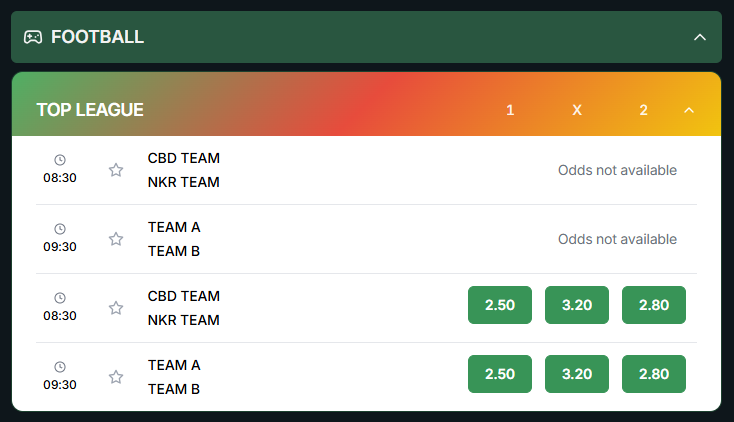 FOOTBALL
TOP LEAGUE 1 X 2
08:30 CBD TEAM
NKR TEAM
Odds not available
09:30 TEAM A
TEAM B
Odds not available
08:30 CBD TEAM
NKR TEAM
2.50 3.20 2.80
09:30 TEAM A
TEAM B
2.50 3.20 2.80